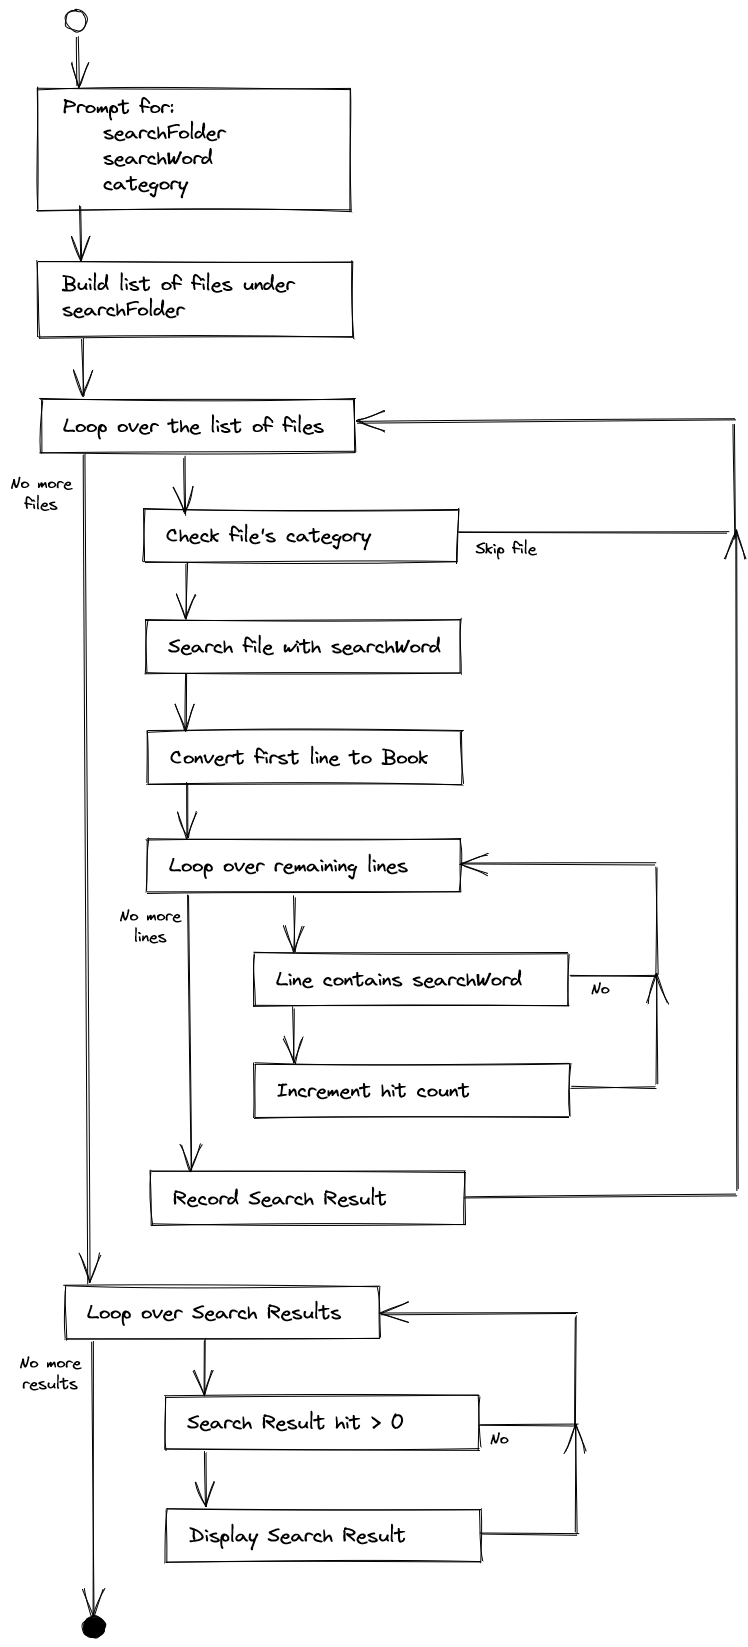 Prompt for:
searchFolder
searchWord
category
Build list of files under
searchFolder
Loop over the list of files
No more
files
Check file's category
Skip file
Search file with searchWord
Convert first line to Book
Loop over remaining lines
No more
lines
Line contains searchWord
No
Increment hit count
Record Search Result
Loop over Search Results
No more
results
Search Result hit > 0
No
Display Search Result